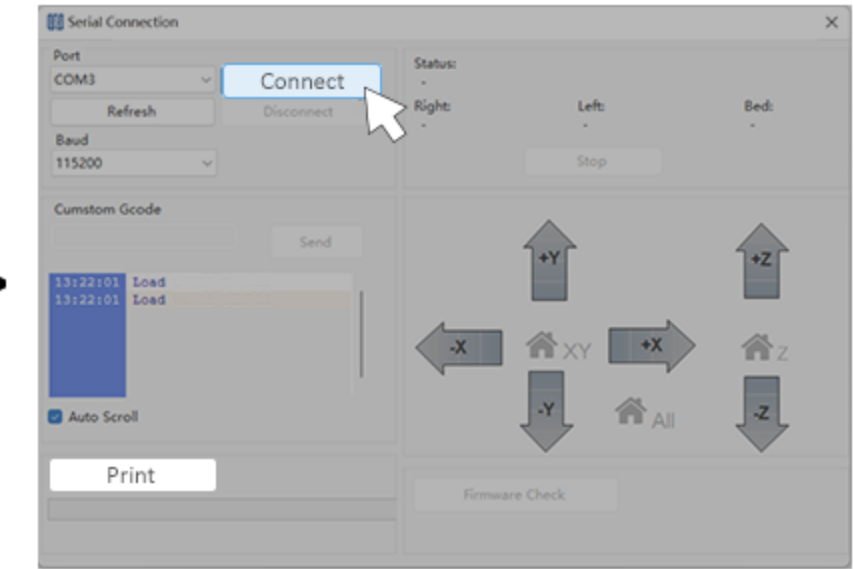 Serial Connection
Port
COM3
Connect
Refresh
Disconnect
Baud
115200
Status:
-
Right:
Left:
Bed:
-
-
-
Stop
Cumstom Gcode
Send
13:22:01 Load
13:22:01 Load
Auto Scroll
Print
+Y
+Z
-X
XY
+X
Z
-Y
All
-Z
Firmware Check